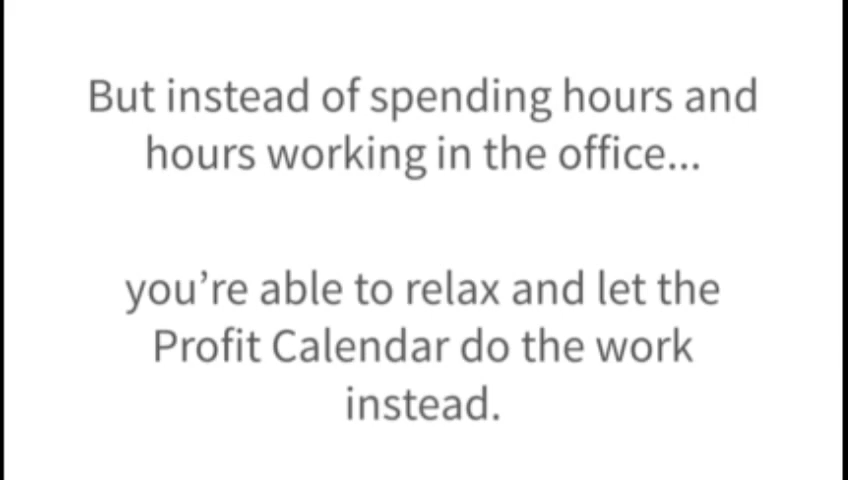 But instead of spending hours and
hours working in the office...
you’re able to relax and let the
Profit Calendar do the work
instead.